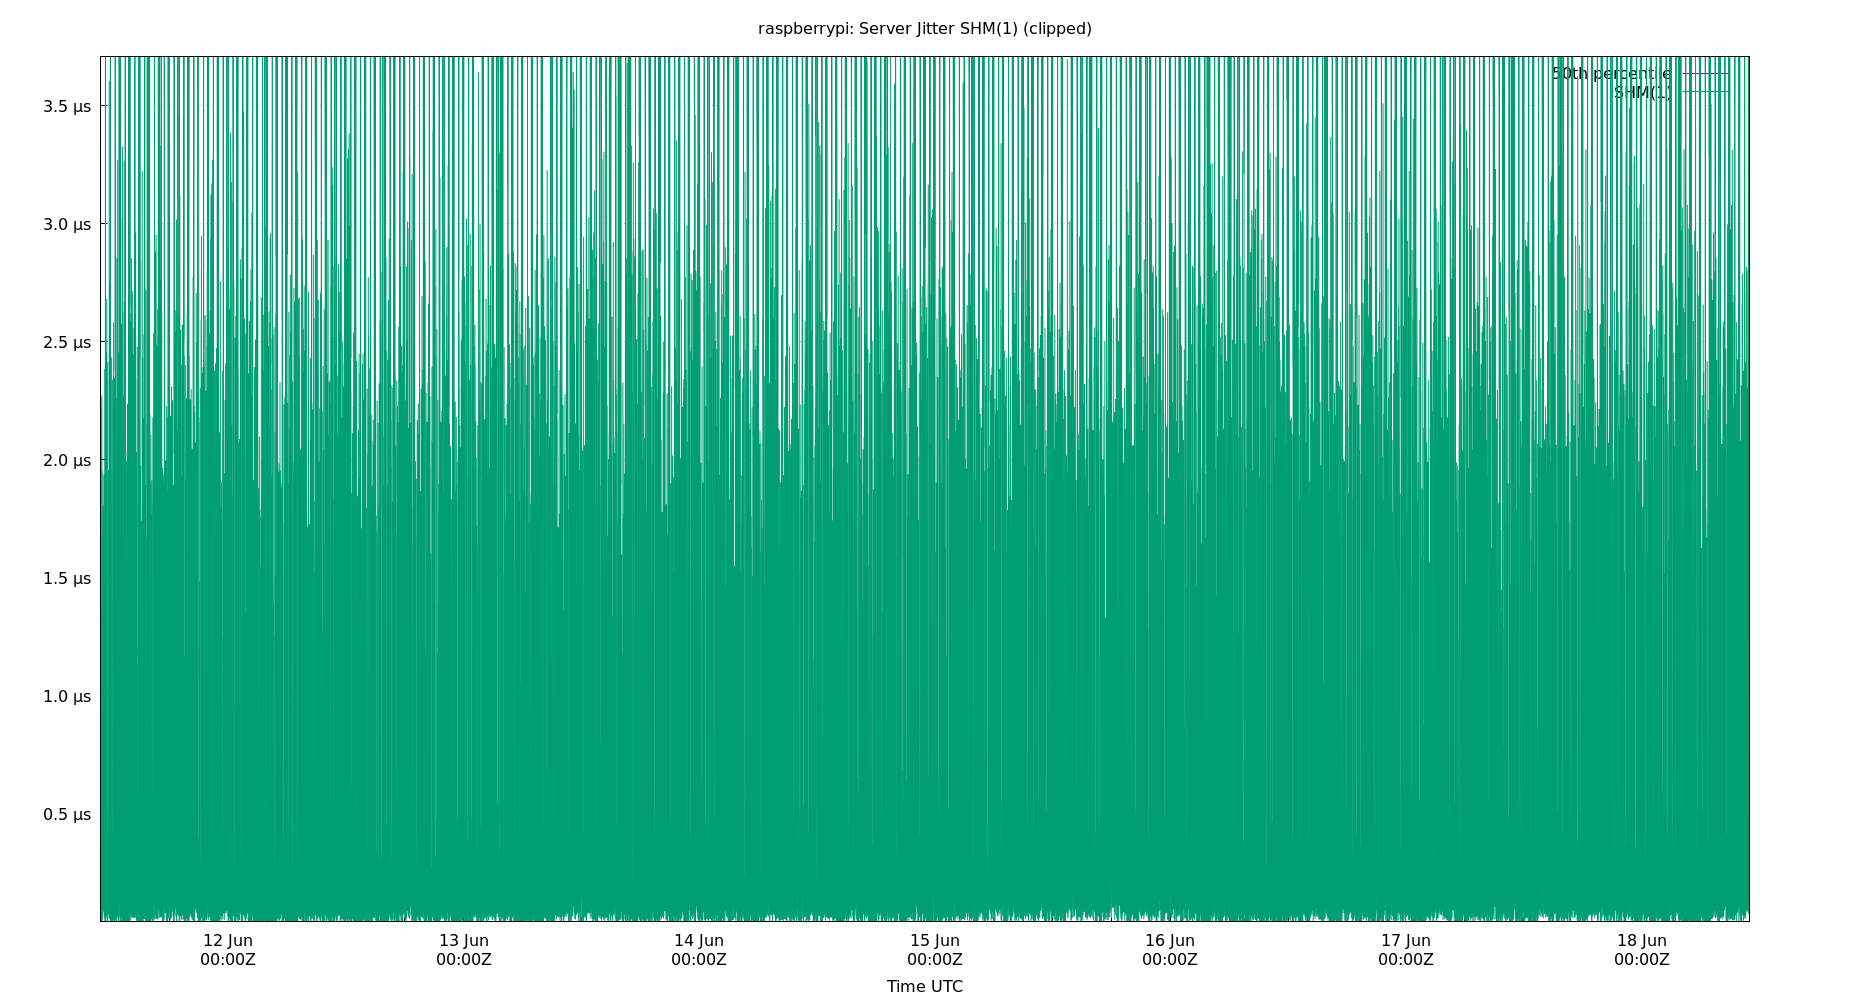 raspberrypi: Server Jitter SHM(1) (clipped)
50th percentile
SHM(1)
3.5 µs
3.0 µs
2.5 µs
2.0 µs
1.5 µs
1.0 µs
0.5 µs
12 Jun 13 Jun 14 Jun 15 Jun 16 Jun 17 Jun 18 Jun
00:00Z 00:00Z 00:00Z 00:00Z 00:00Z 00:00Z 00:00Z
Time UTC